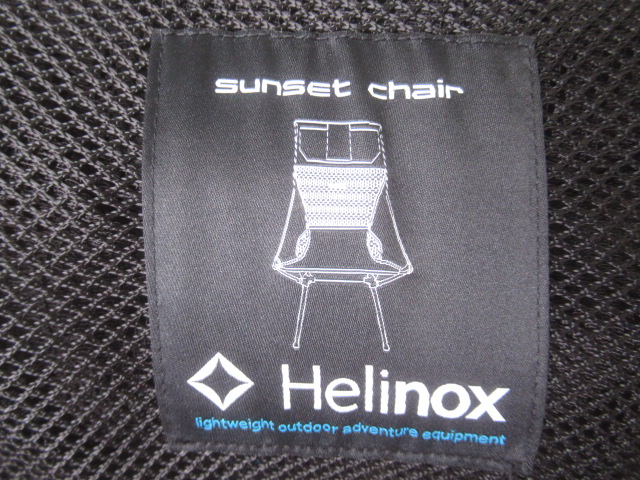 sunset chair
Helinox
lightweight outdoor adventure equipment